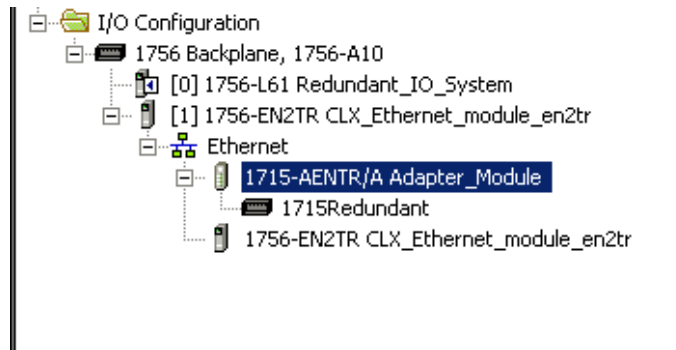 I/O Configuration
1756 Backplane, 1756-A10
[0] 1756-L61 Redundant_IO_System
[1] 1756-EN2TR CLX_Ethernet_module_en2tr
Ethernet
1715-AENTR/A Adapter_Module
1715Redundant
1756-EN2TR CLX_Ethernet_module_en2tr